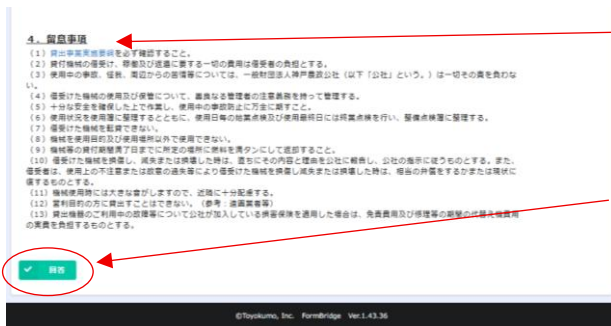 4. 留意事項
（1）貸出事業実施要領を必ず確認すること。
（2）貸付機械の借受け、稼働及び返還に要する一切の費用は借受者の負担とする。
（3）使用中の事故、怪我、周辺からの苦情等については、一般財団法人神戸農政公社（以下「公社」という。）は一切その責を負わな
い。
（4）借受けた機械の使用及び保管について、善良なる管理者の注意義務を持って管理する。
（5）十分な安全を確保した上で作業し、使用中の事故防止に万全に期すこと。
（6）使用状況を使用簿に整理するとともに、使用日毎の始業点検及び使用最終日には終業点検を行い、整備点検簿に整理する。
（7）借受けた機械を転貸できない。
（8）機械を使用目的及び使用場所以外で使用できない。
（9）機械等の貸付期間満了日までに所定の場所に燃料を満タンにして返却すること。
（10）借受けた機械を損傷し、滅失または損壊した時は、直ちにその内容と理由を公社に報告し、公社の指示に従うものとする。また、
借受者は、使用上の不注意または故意の過失等により借受けた機械を損傷し滅失または損壊した時は、相当の弁償をするかまたは現状に
復するものとする。
（11）機械使用時には大きな音がしますので、近隣に十分配慮する。
（12）営利目的の方に貸出すことはできない。（参考：造園業者等）
（13）貸出機器のご利用中の故障等について公社が加入している損害保険を適用した場合は、免責費用及び修理等の期間の代替え機費用
の実費を負担するものとする。
✓ 回答
©Toyokumo, Inc. FormBridge Ver.1.43.36